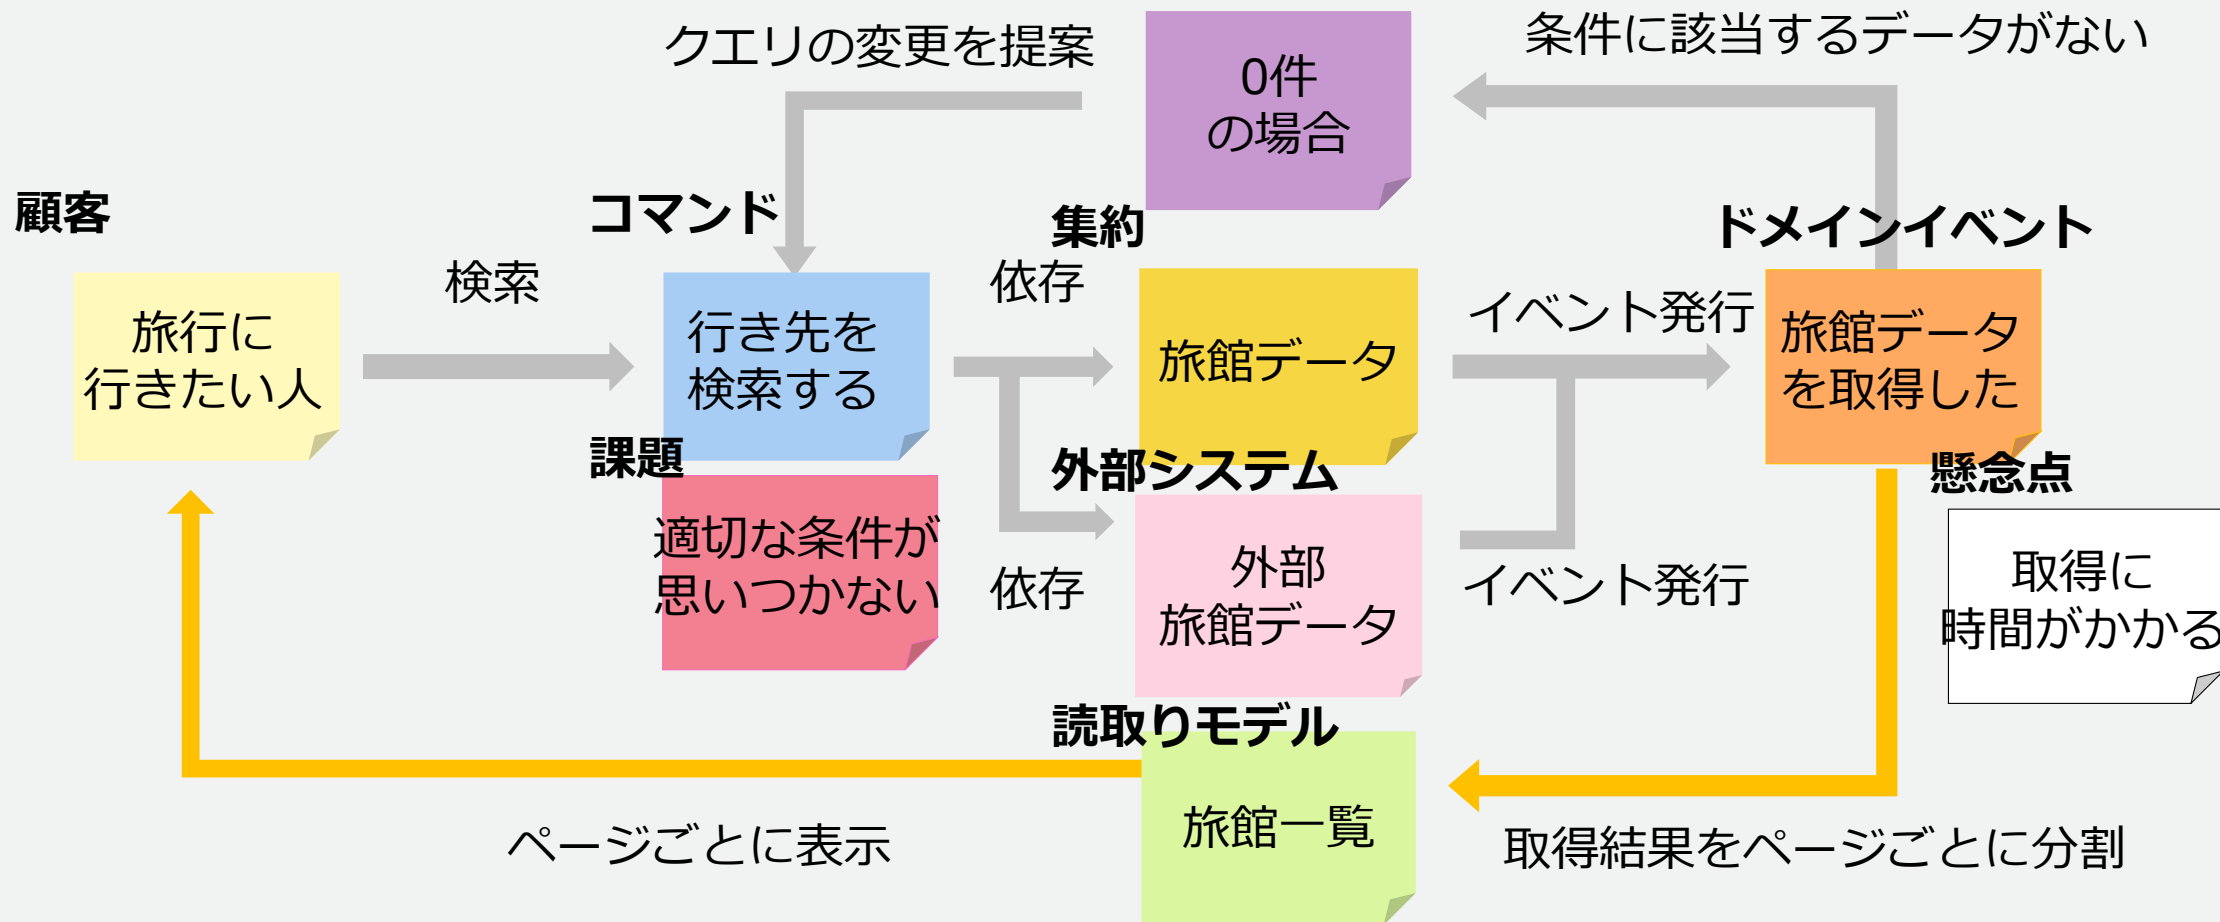 クエリの変更を提案
0件
の場合
条件に該当するデータがない
顧客
コマンド
集約
ドメインイベント
旅行に
行きたい人
検索
行き先を
検索する
依存
旅館データ
イベント発行
旅館データ
を取得した
課題
適切な条件が
思いつかない
依存
外部システム
外部
旅館データ
イベント発行
懸念点
取得に
時間がかかる
読取りモデル
旅館一覧
ページごとに表示
取得結果をページごとに分割